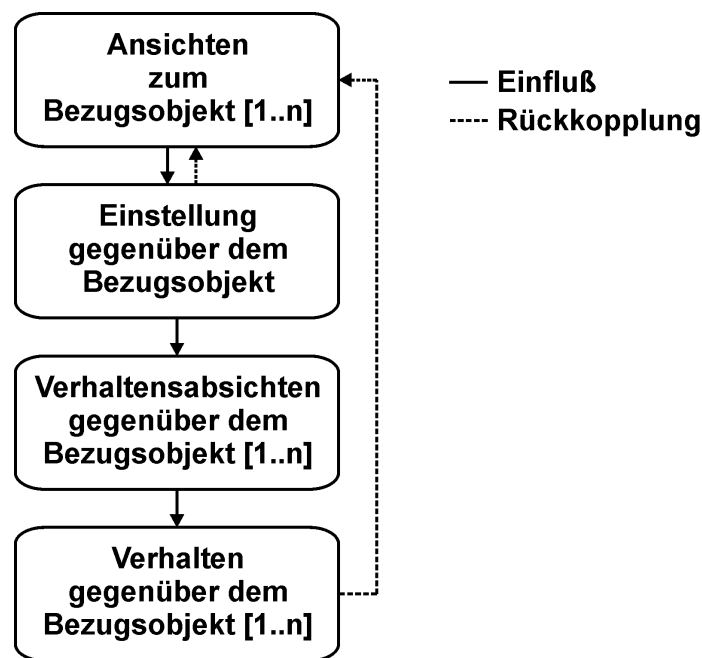 Ansichten
zum
Bezugsobjekt [1..n]
Einstellung
gegenüber dem
Bezugsobjekt
Verhaltensabsichten
gegenüber dem
Bezugsobjekt [1..n]
Verhalten
gegenüber dem
Bezugsobjekt [1..n]
Einfluß
Rückkopplung